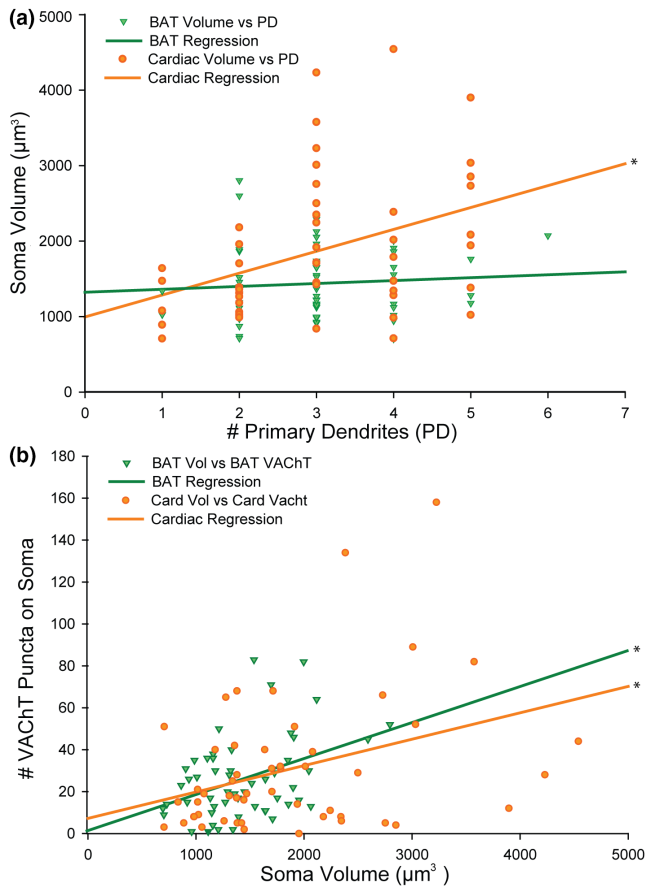 (a)
BAT Volume vs PD
BAT Regression
Cardiac Volume vs PD
Cardiac Regression
Soma Volume (µm³)
5000
4000
3000
2000
1000
0
*
0 1 2 3 4 5 6 7
# Primary Dendrites (PD)
(b)
BAT Vol vs BAT VAChT
BAT Regression
Card Vol vs Card Vacht
Cardiac Regression
# VAChT Puncta on Soma
180
160
140
120
100
80
60
40
20
0
*
*
0 1000 2000 3000 4000 5000
Soma Volume (µm³)